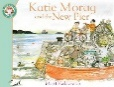 Katie Morag
and the New Pier